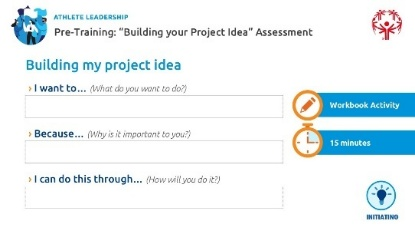 ATHLETE LEADERSHIP
Pre-Training: “Building your Project Idea” Assessment
Building my project idea
› I want to... (What do you want to do?)
Workbook Activity
› Because... (Why is it important to you?)
15 minutes
› I can do this through... (How will you do it?)
INITIATING